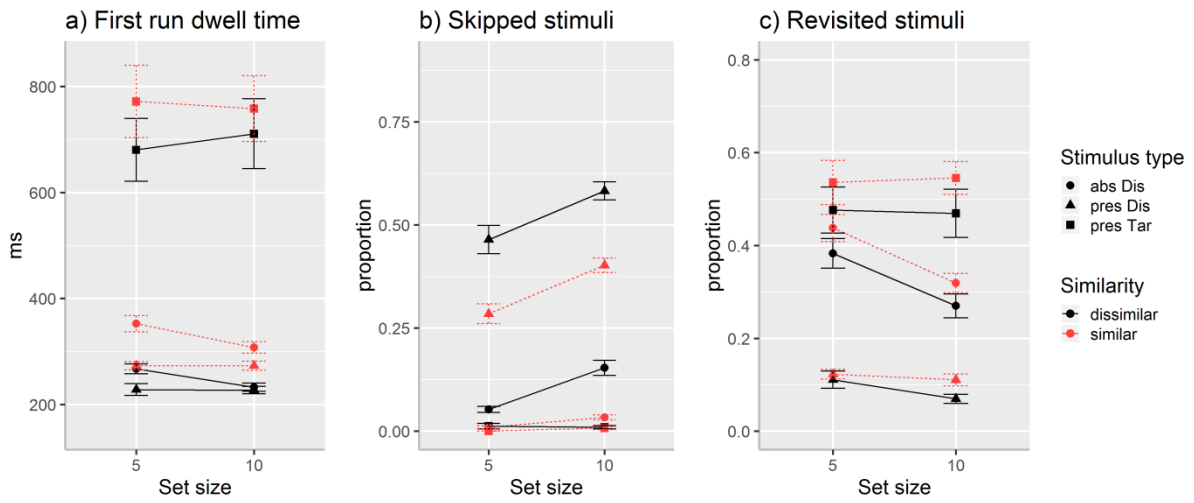 a) First run dwell time
800
600
400
200
ms
5
10
Set size
b) Skipped stimuli
0.75
0.50
0.25
0.00
proportion
5
10
Set size
c) Revisited stimuli
0.8
0.6
0.4
0.2
0.0
proportion
5
10
Set size
Stimulus type
abs Dis
pres Dis
pres Tar
Similarity
dissimilar
similar